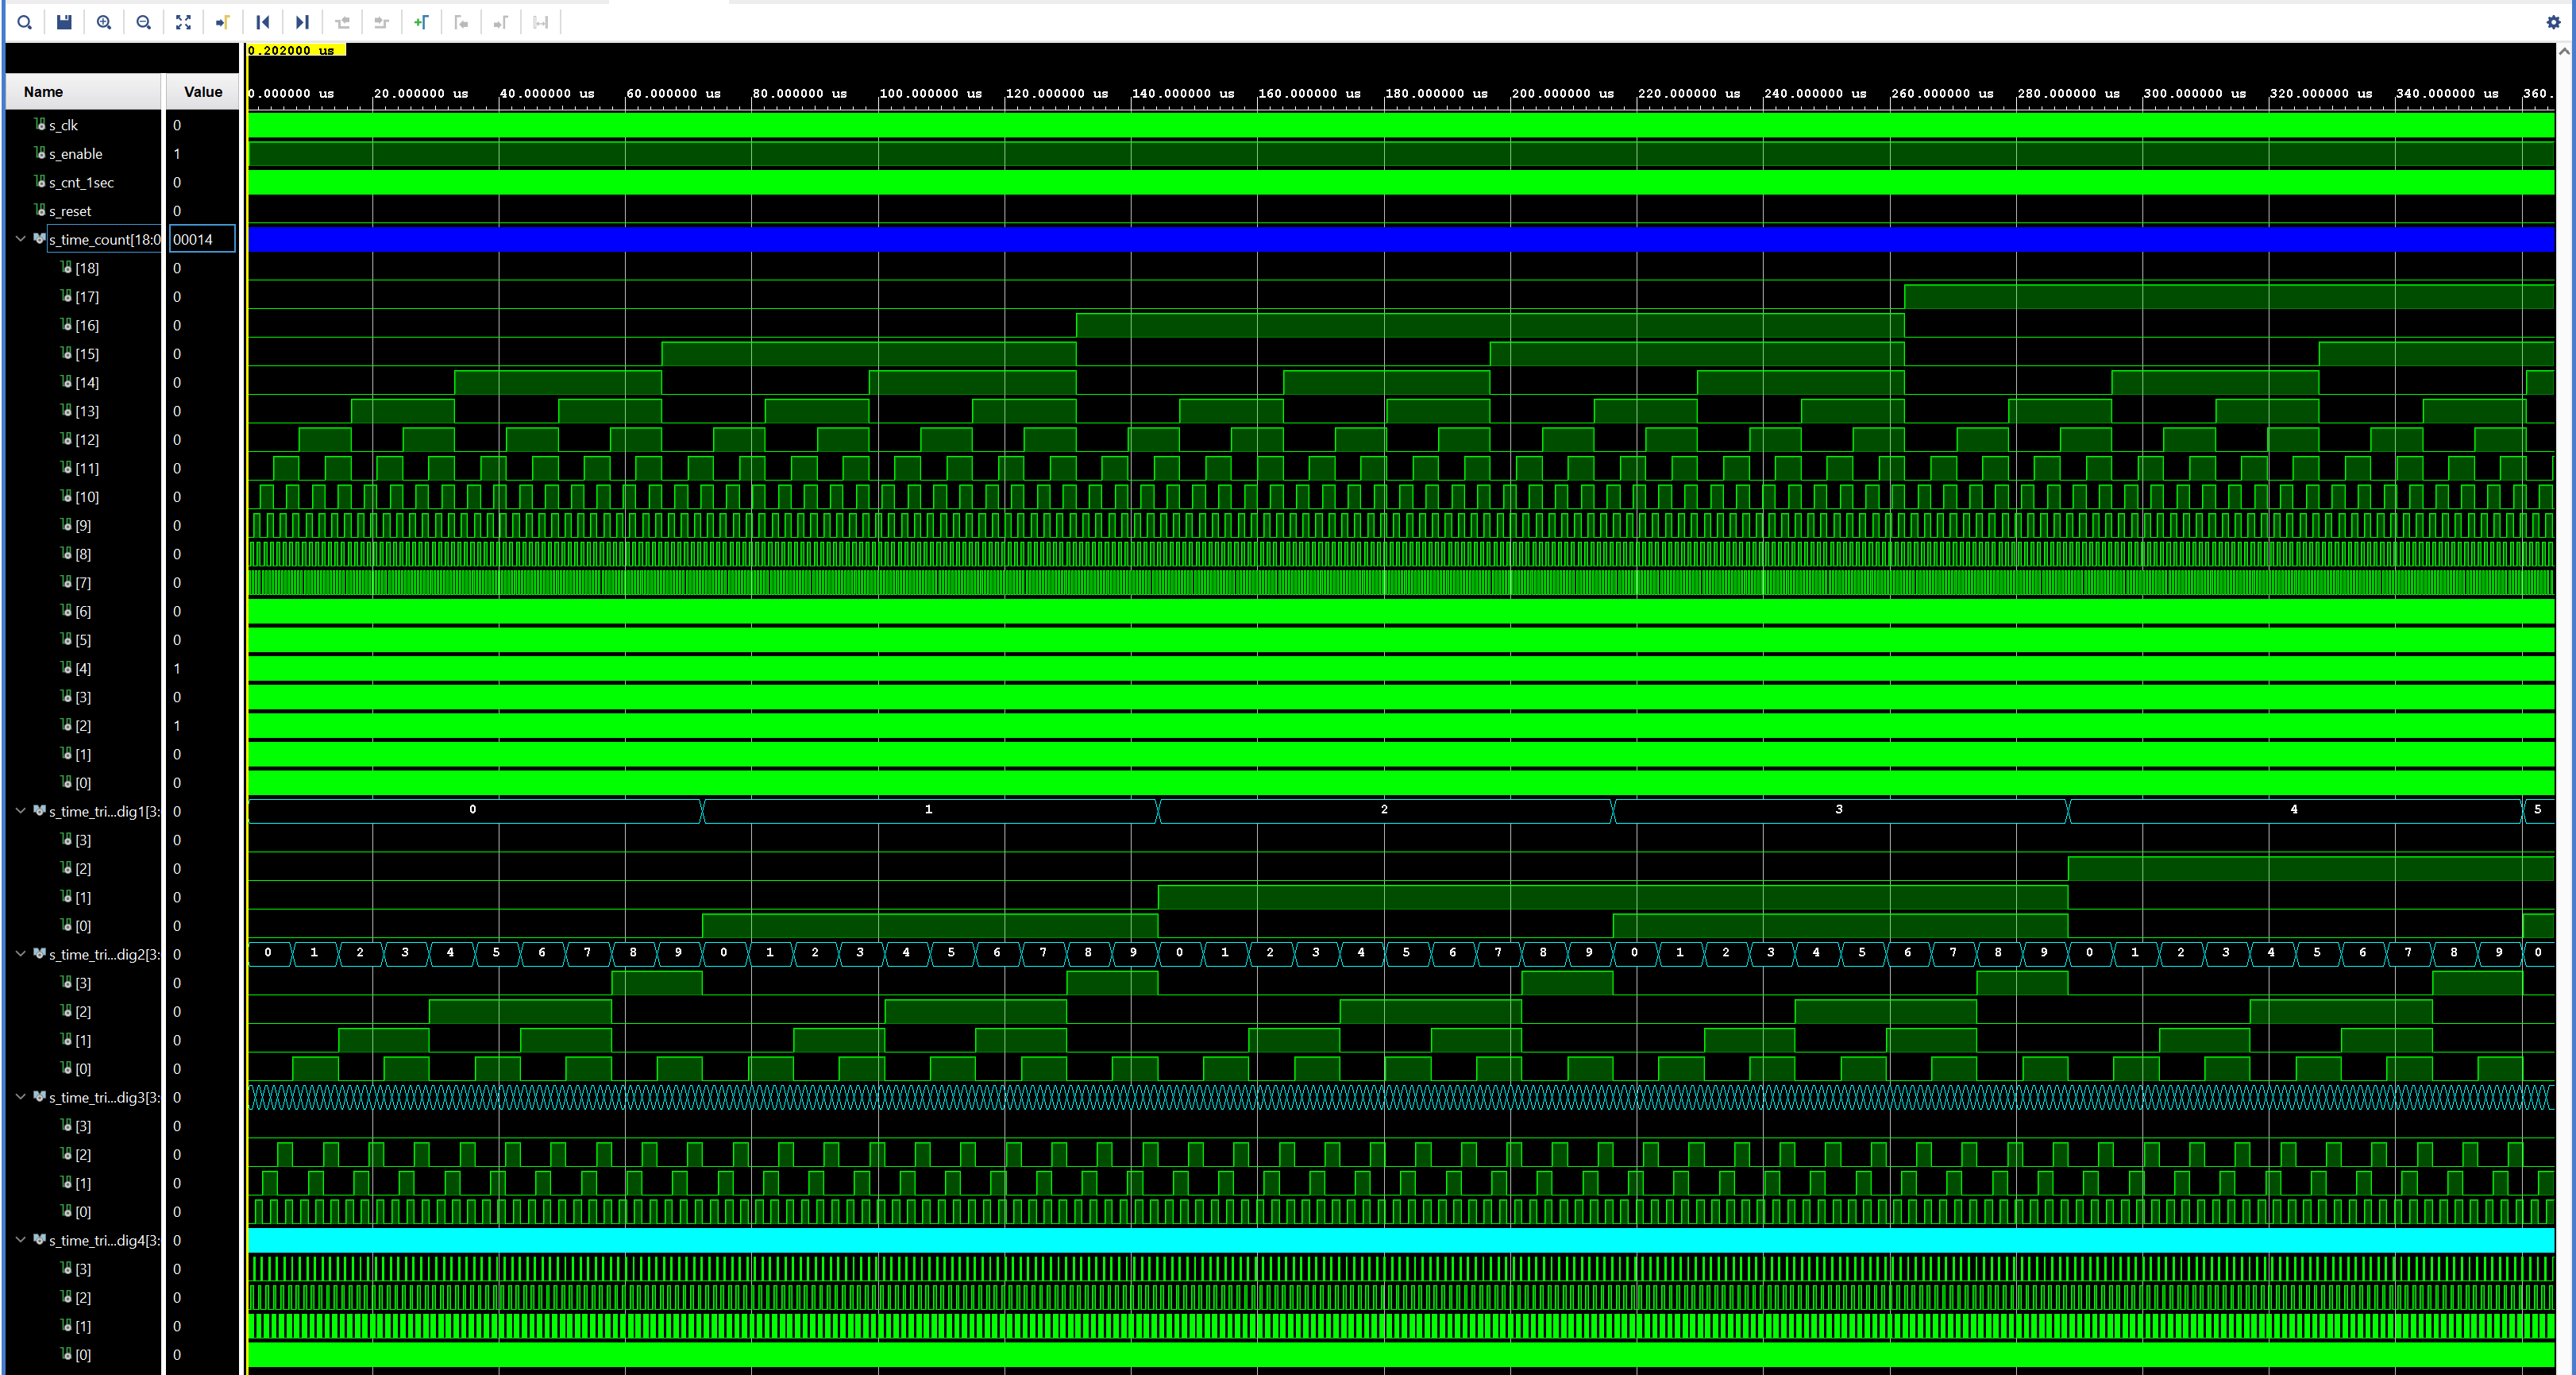 0.202000 us
Name Value
0.000000 us 20.000000 us 40.000000 us 60.000000 us 80.000000 us 100.000000 us 120.000000 us 140.000000 us 160.000000 us 180.000000 us 200.000000 us 220.000000 us 240.000000 us 260.000000 us 280.000000 us 300.000000 us 320.000000 us 340.000000 us 360.
s_clk 0
s_enable 1
s_cnt_1sec 0
s_reset 0
s_time_count[18:0 00014
[18] 0
[17] 0
[16] 0
[15] 0
[14] 0
[13] 0
[12] 0
[11] 0
[10] 0
[9] 0
[8] 0
[7] 0
[6] 0
[5] 0
[4] 1
[3] 0
[2] 1
[1] 0
[0] 0
s_time_tri...dig1[3: 0 0 1 2 3 4 5
[3] 0
[2] 0
[1] 0
[0] 0
s_time_tri...dig2[3: 0 0 1 2 3 4 5 6 7 8 9 0 1 2 3 4 5 6 7 8 9 0 1 2 3 4 5 6 7 8 9 0 1 2 3 4 5 6 7 8 9 0 1 2 3 4 5 6 7 8 9 0
[3] 0
[2] 0
[1] 0
[0] 0
s_time_tri...dig3[3: 0
[3] 0
[2] 0
[1] 0
[0] 0
s_time_tri...dig4[3: 0
[3] 0
[2] 0
[1] 0
[0] 0